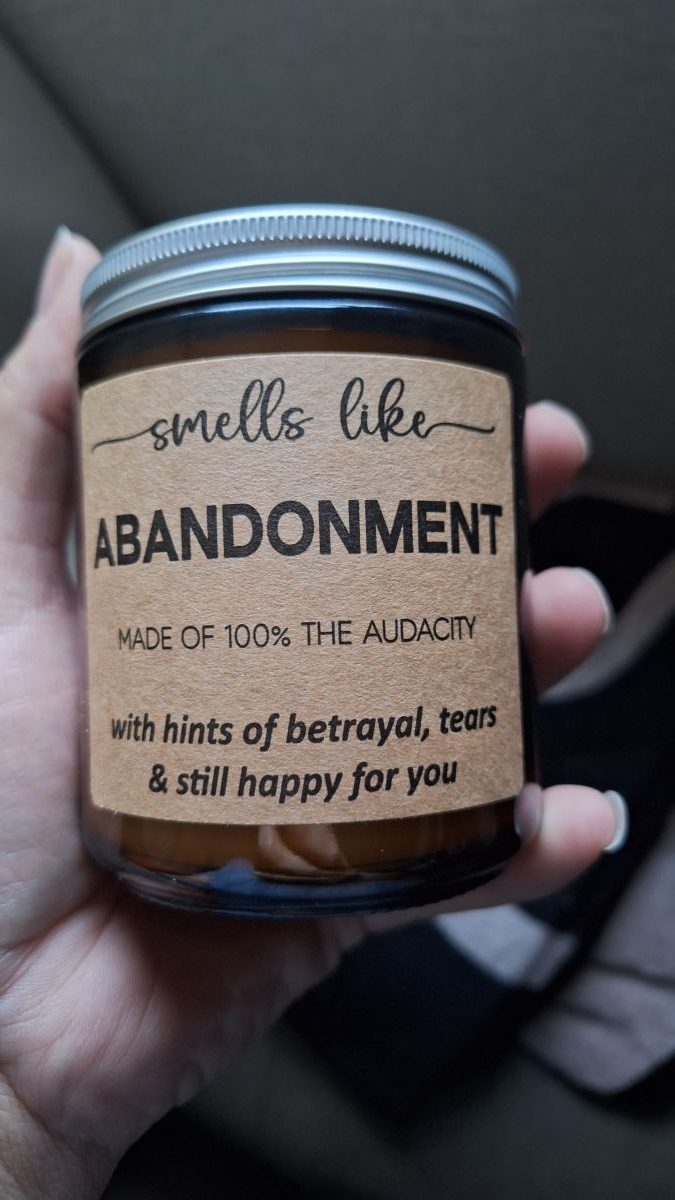 smells like
ABANDONMENT
MADE OF 100% THE AUDACITY
with hints of betrayal, tears
& still happy for you